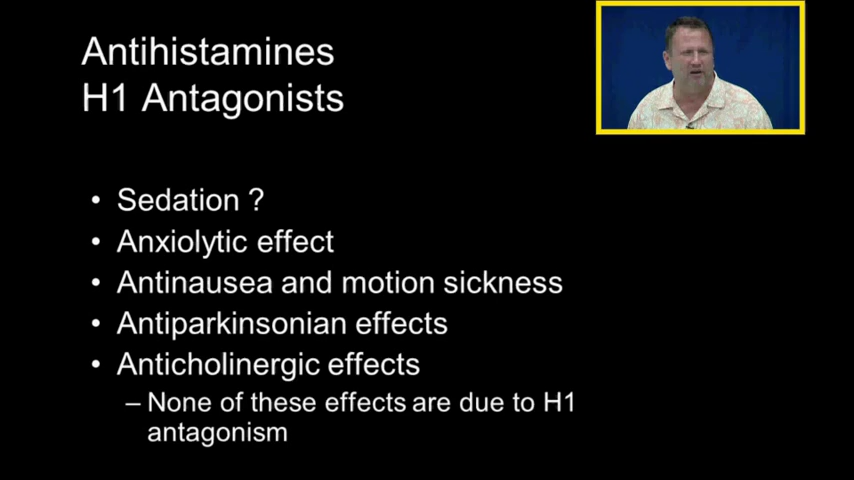 Antihistamines
H1 Antagonists
• Sedation ?
• Anxiolytic effect
• Antinausea and motion sickness
• Antiparkinsonian effects
• Anticholinergic effects
– None of these effects are due to H1
antagonism